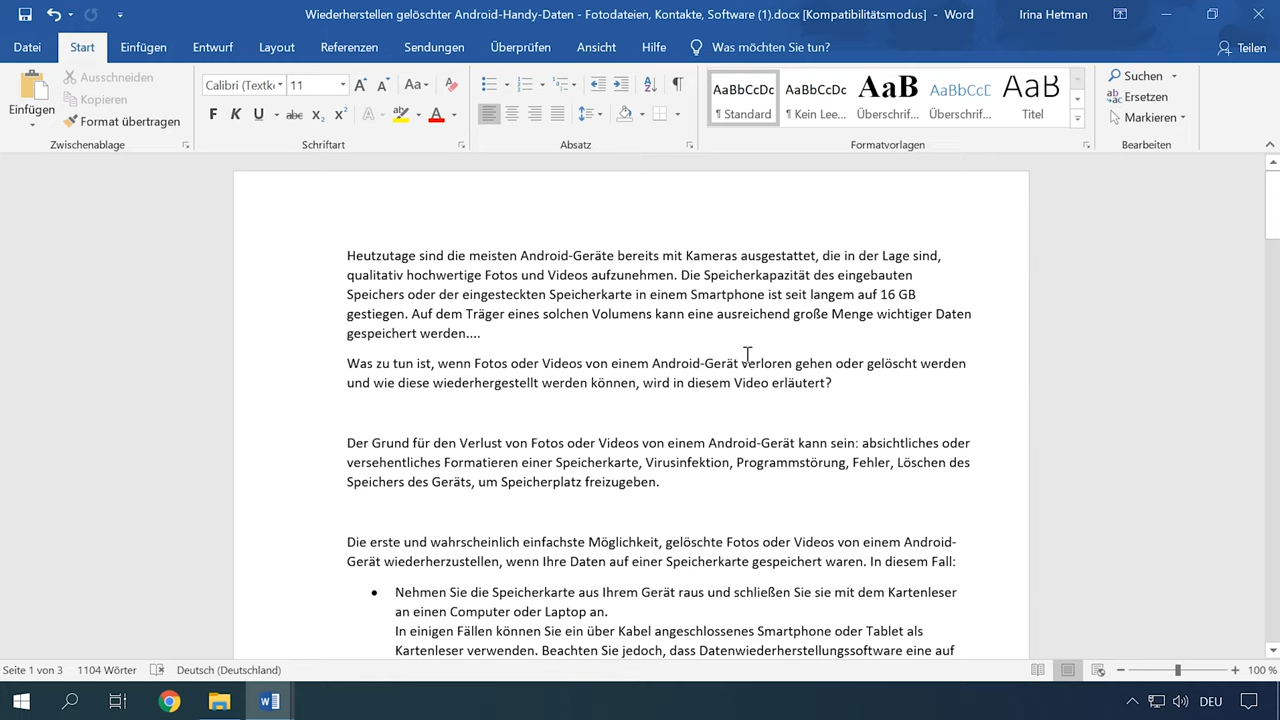 Wiederherstellen gelöschter Android-Handy-Daten - Fotodateien, Kontakte, Software (1).docx [Kompatibilitätsmodus] - Word
Irina Hetman
Datei Start Einfügen Entwurf Layout Referenzen Sendungen Überprüfen Ansicht Hilfe Was möchten Sie tun? Teilen
Einfügen
Ausschneiden
Kopieren
Format übertragen
Zwischenablage
Calibri (Textk 11
F K U abc x₂ x²
Schriftart
Absatz
AaBbCcDc AaBbCcDc AaB AaBbCcD AaB
¶ Standard ¶ Kein Lee... Überschrif... Überschrif... Titel
Formatvorlagen
Suchen
Ersetzen
Markieren
Bearbeiten
Heutzutage sind die meisten Android-Geräte bereits mit Kameras ausgestattet, die in der Lage sind,
qualitativ hochwertige Fotos und Videos aufzunehmen. Die Speicherkapazität des eingebauten
Speichers oder der eingesteckten Speicherkarte in einem Smartphone ist seit langem auf 16 GB
gestiegen. Auf dem Träger eines solchen Volumens kann eine ausreichend große Menge wichtiger Daten
gespeichert werden....
Was zu tun ist, wenn Fotos oder Videos von einem Android-Gerät verloren gehen oder gelöscht werden
und wie diese wiederhergestellt werden können, wird in diesem Video erläutert?
Der Grund für den Verlust von Fotos oder Videos von einem Android-Gerät kann sein: absichtliches oder
versehentliches Formatieren einer Speicherkarte, Virusinfektion, Programmstörung, Fehler, Löschen des
Speichers des Geräts, um Speicherplatz freizugeben.
Die erste und wahrscheinlich einfachste Möglichkeit, gelöschte Fotos oder Videos von einem Android-
Gerät wiederherzustellen, wenn Ihre Daten auf einer Speicherkarte gespeichert waren. In diesem Fall:
• Nehmen Sie die Speicherkarte aus Ihrem Gerät raus und schließen Sie sie mit dem Kartenleser
an einen Computer oder Laptop an.
In einigen Fällen können Sie ein über Kabel angeschlossenes Smartphone oder Tablet als
Kartenleser verwenden. Beachten Sie jedoch, dass Datenwiederherstellungssoftware eine auf
Seite 1 von 3 1104 Wörter Deutsch (Deutschland) 100 %
DEU